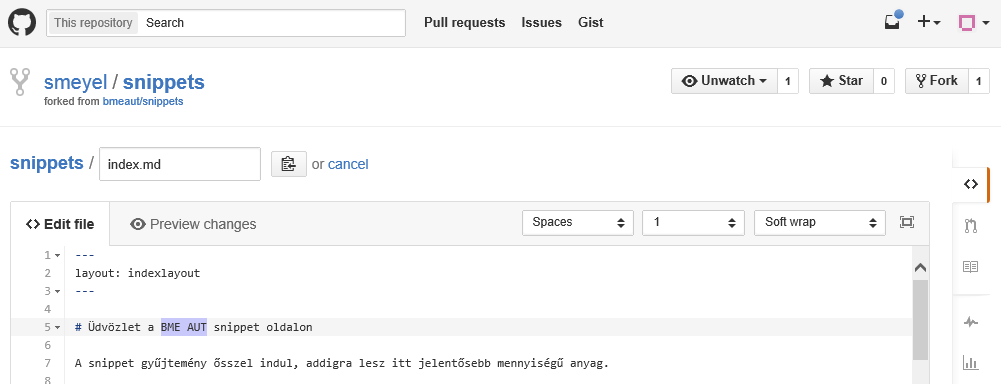 This repository Search Pull requests Issues Gist
smeyel / snippets Unwatch 1 Star 0 Fork 1
forked from bmeaut/snippets
snippets / index.md or cancel
Edit file Preview changes Spaces 1 Soft wrap
1 ---
2 layout: indexlayout
3 ---
4
5 # Üdvözlet a BME AUT snippet oldalon
6
7 A snippet gyűjtemény ősszel indul, addigra lesz itt jelentősebb mennyiségű anyag.
8